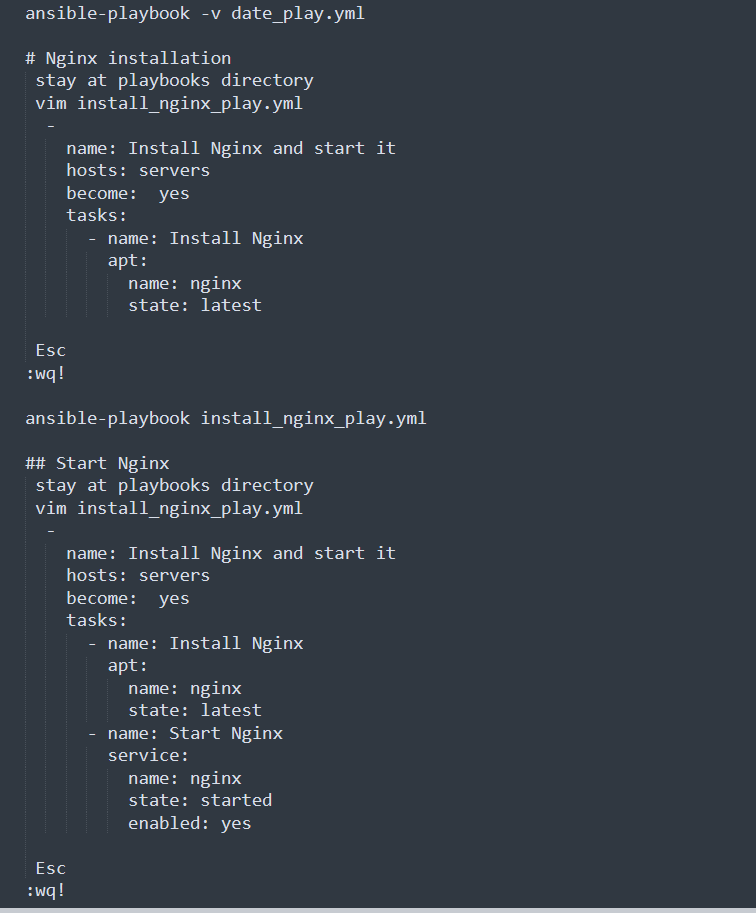 ansible-playbook -v date_play.yml

# Nginx installation
 stay at playbooks directory
 vim install_nginx_play.yml
  -
    name: Install Nginx and start it
    hosts: servers
    become:  yes
    tasks:
      - name: Install Nginx
        apt:
          name: nginx
          state: latest

 Esc
:wq!

ansible-playbook install_nginx_play.yml

## Start Nginx
 stay at playbooks directory
 vim install_nginx_play.yml
  -
    name: Install Nginx and start it
    hosts: servers
    become:  yes
    tasks:
      - name: Install Nginx
        apt:
          name: nginx
          state: latest
      - name: Start Nginx
        service:
          name: nginx
          state: started
          enabled: yes

 Esc
:wq!